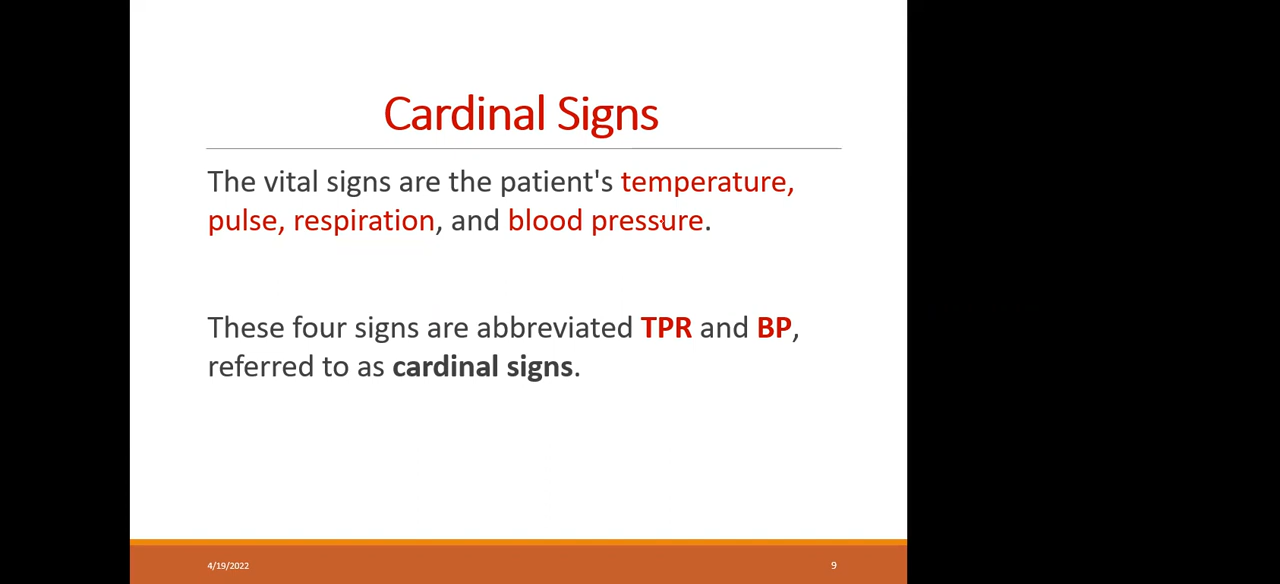 Cardinal Signs
The vital signs are the patient's temperature,
pulse, respiration, and blood pressure.
These four signs are abbreviated TPR and BP,
referred to as cardinal signs.
4/19/2022
9